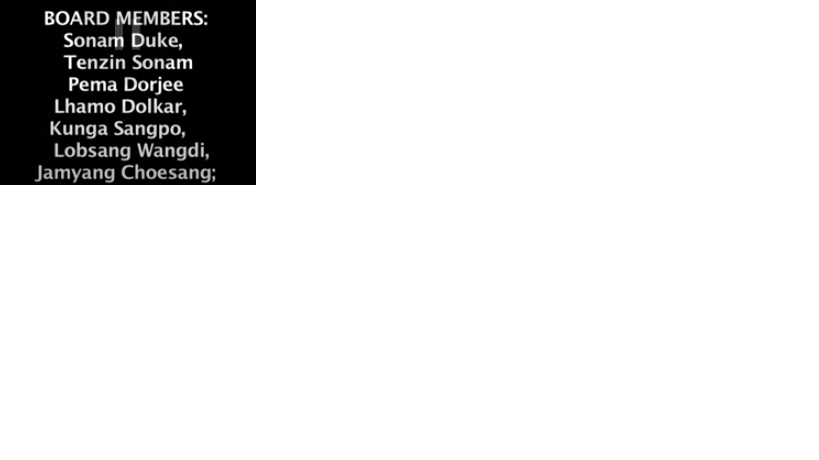 BOARD MEMBERS:
Sonam Duke,
Tenzin Sonam
Pema Dorjee
Lhamo Dolkar,
Kunga Sangpo,
Lobsang Wangdi,
Jamyang Choesang;